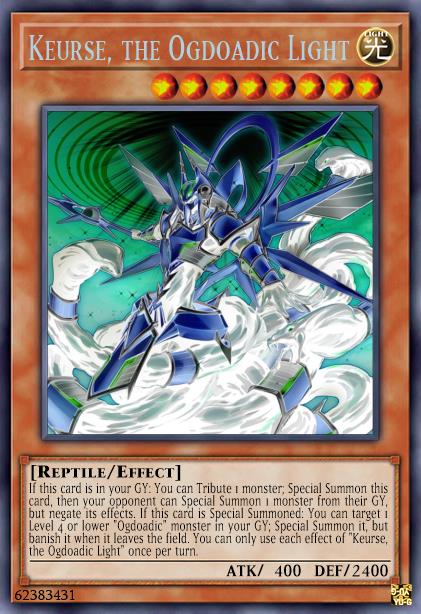 KEURSE, THE OGDOADIC LIGHT
LIGHT
光
[REPTILE/EFFECT]
If this card is in your GY: You can Tribute 1 monster; Special Summon this
card, then your opponent can Special Summon 1 monster from their GY,
but negate its effects. If this card is Special Summoned: You can target 1
Level 4 or lower "Ogdoadic" monster in your GY; Special Summon it, but
banish it when it leaves the field. You can only use each effect of "Keurse,
the Ogdoadic Light" once per turn.
ATK/ 400 DEF/2400
62383431